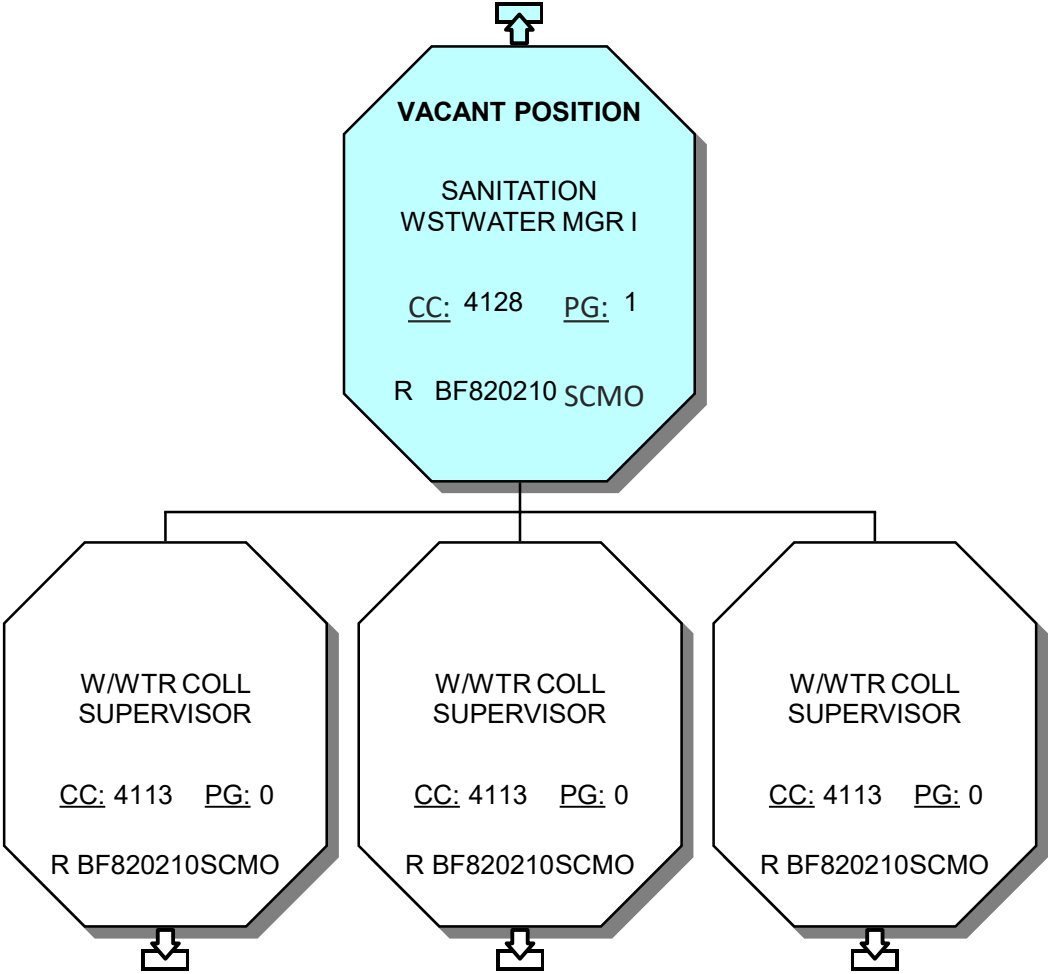 VACANT POSITION
SANITATION
WSTWATER MGR I
CC: 4128 PG: 1
R BF820210 SCMO
W/WTR COLL
SUPERVISOR
CC: 4113 PG: 0
R BF820210SCMO
W/WTR COLL
SUPERVISOR
CC: 4113 PG: 0
R BF820210SCMO
W/WTR COLL
SUPERVISOR
CC: 4113 PG: 0
R BF820210SCMO